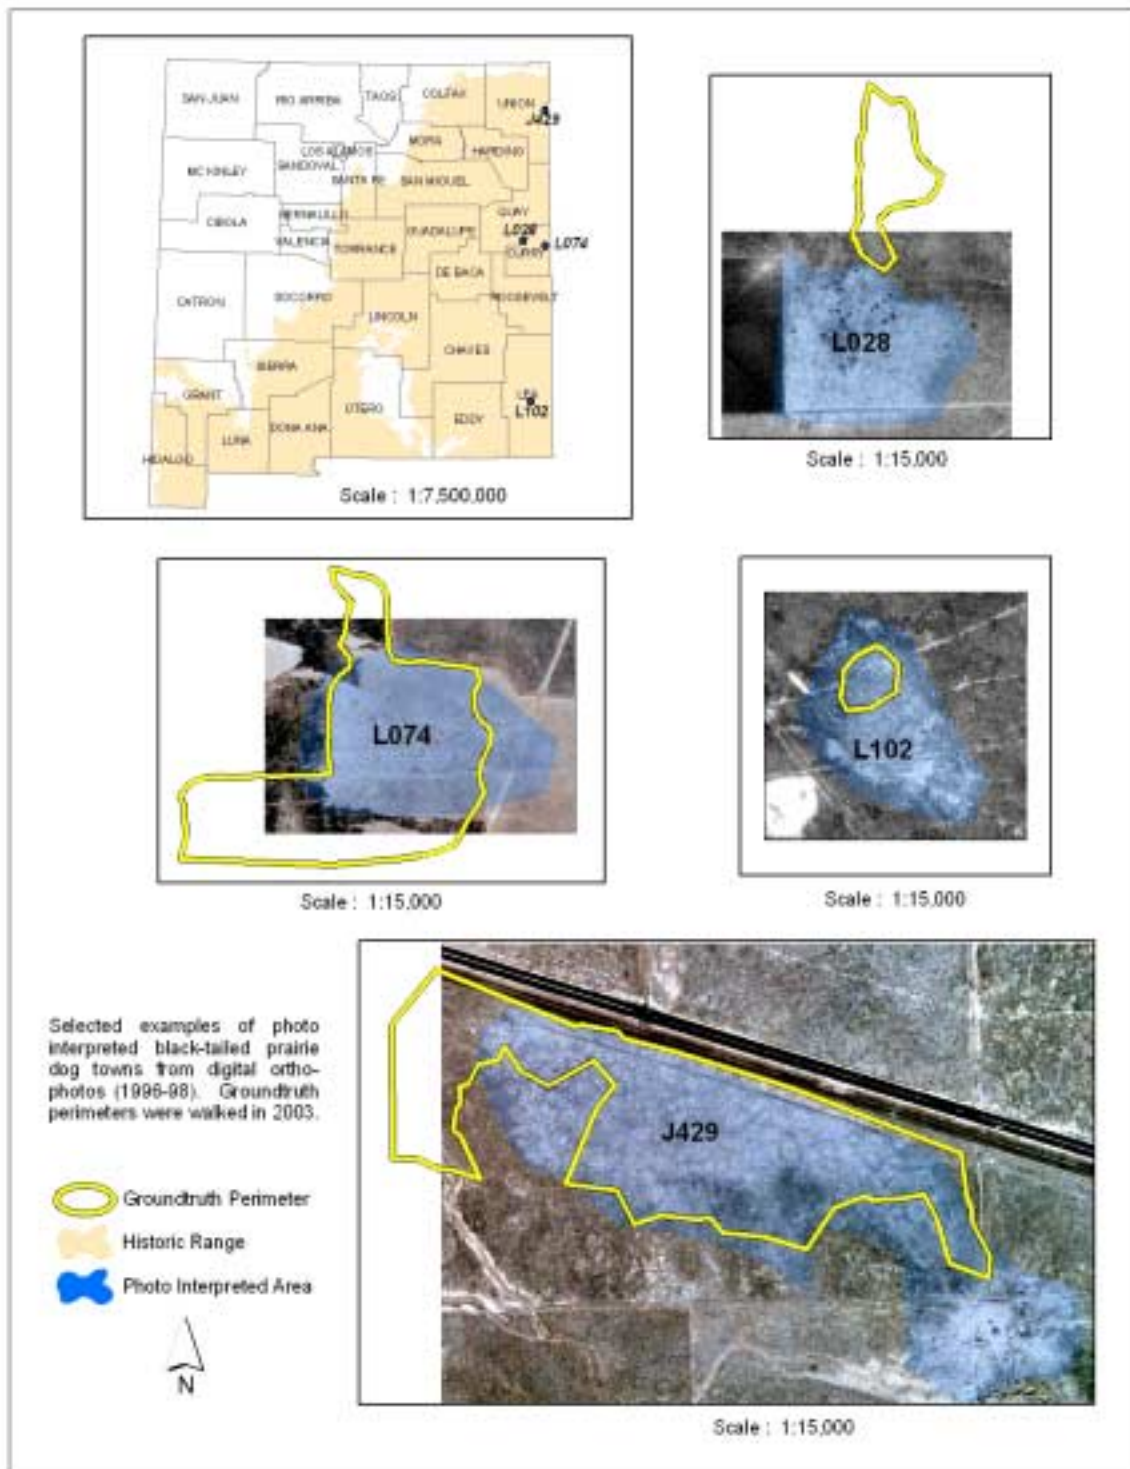 SAN JUAN
RIO ARRIBA
TAOS
COLFAX
UNION
J429
MORA
HARDING
LOS ALAMOS
SANDOVAL
MC KINLEY
SANTA FE
SAN MIGUEL
QUAY
CIBOLA
BERNALILLO
VALENCIA
TORRANCE
GUADALUPE
L028
L074
CURRY
DE BACA
ROOSEVELT
CATRON
SOCORRO
LINCOLN
CHAVES
SIERRA
GRANT
OTERO
LEA
L102
EDDY
DONA ANA
LUNA
HIDALGO
Scale : 1:7,500,000
L028
Scale : 1:15,000
L074
Scale : 1:15,000
L102
Scale : 1:15,000
Selected examples of photo
interpreted black-tailed prairie
dog towns from digital ortho-
photos (1996-98). Groundtruth
perimeters were walked in 2003.
Groundtruth Perimeter
Historic Range
Photo Interpreted Area
N
J429
Scale : 1:15,000